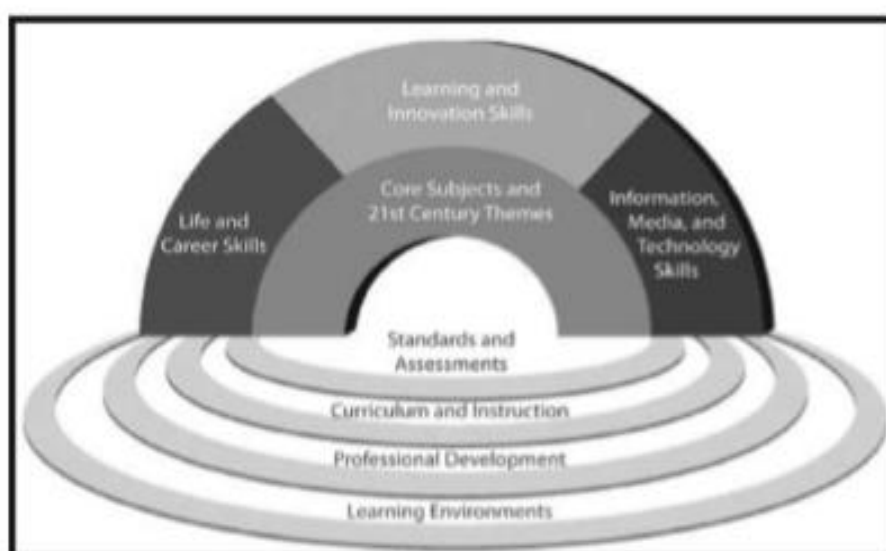 Learning and
Innovation Skills
Core Subjects and
21st Century Themes
Life and
Career Skills
Information,
Media, and
Technology
Skills
Standards and
Assessments
Curriculum and Instruction
Professional Development
Learning Environments